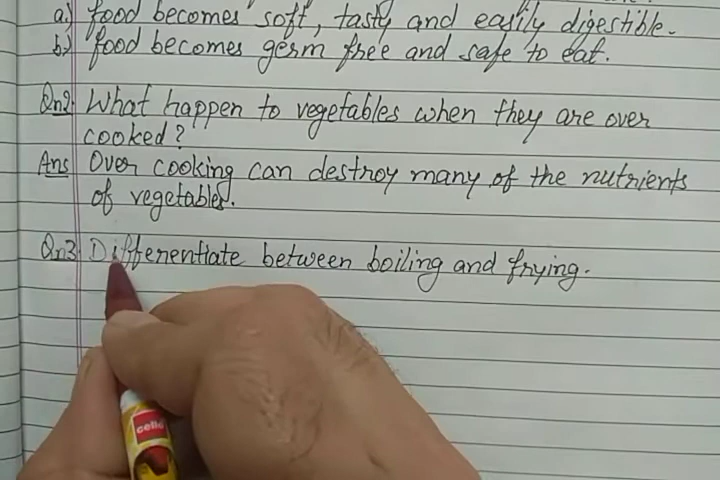 a.) food becomes soft, tasty and easily digestible.
b.) food becomes germ free and safe to eat.
Qn2. What happen to vegetables when they are over
cooked?
Ans Over cooking can destroy many of the nutrients
of vegetables.
Qn3. Differentiate between boiling and frying.
cello